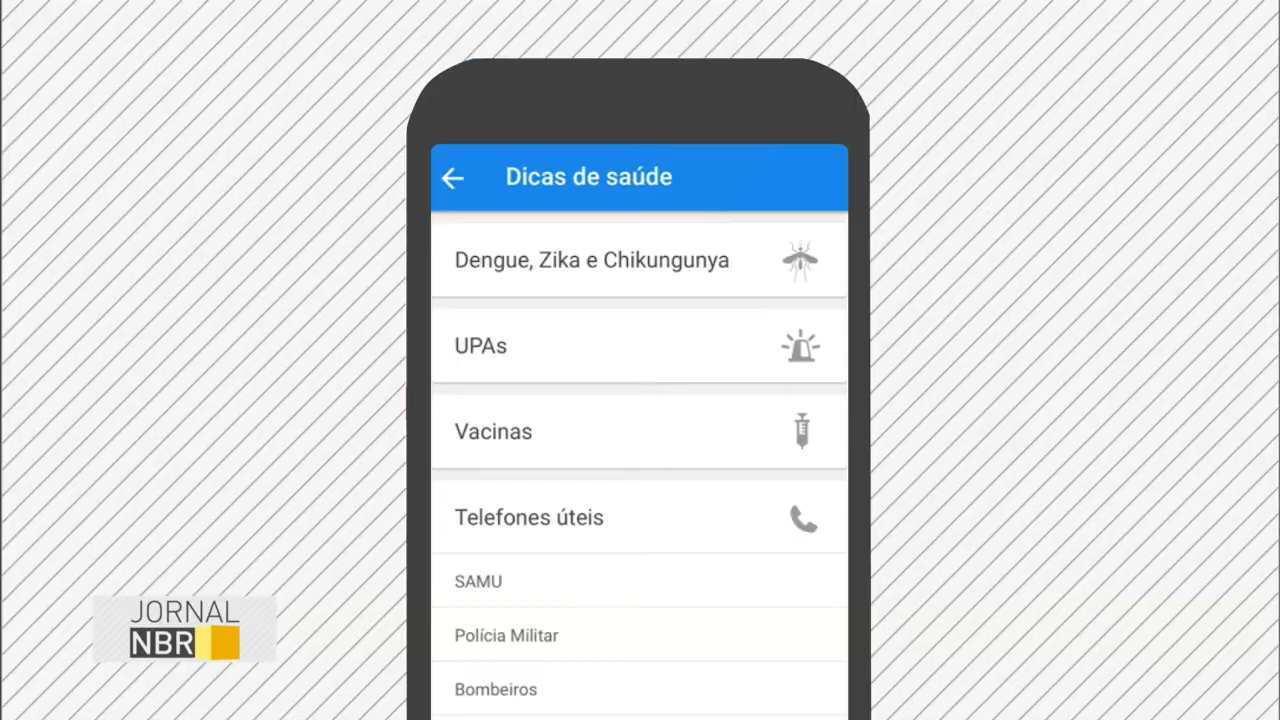 Dicas de saúde
Dengue, Zika e Chikungunya
UPAs
Vacinas
Telefones úteis
SAMU
Polícia Militar
Bombeiros
JORNAL
NBR